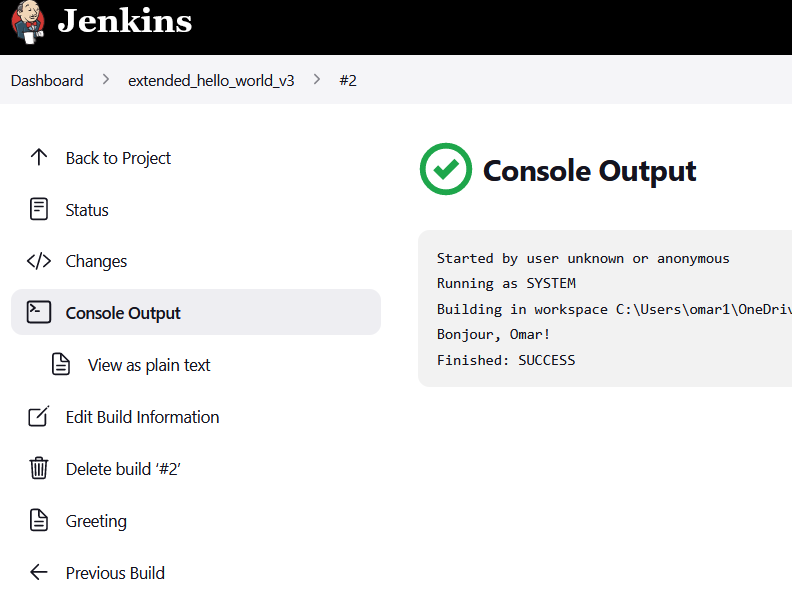 Jenkins
Dashboard > extended_hello_world_v3 > #2
Back to Project
Status
Changes
Console Output
View as plain text
Edit Build Information
Delete build ‘#2’
Greeting
Previous Build
Console Output
Started by user unknown or anonymous
Running as SYSTEM
Building in workspace C:\Users\omar1\OneDriv
Bonjour, Omar!
Finished: SUCCESS